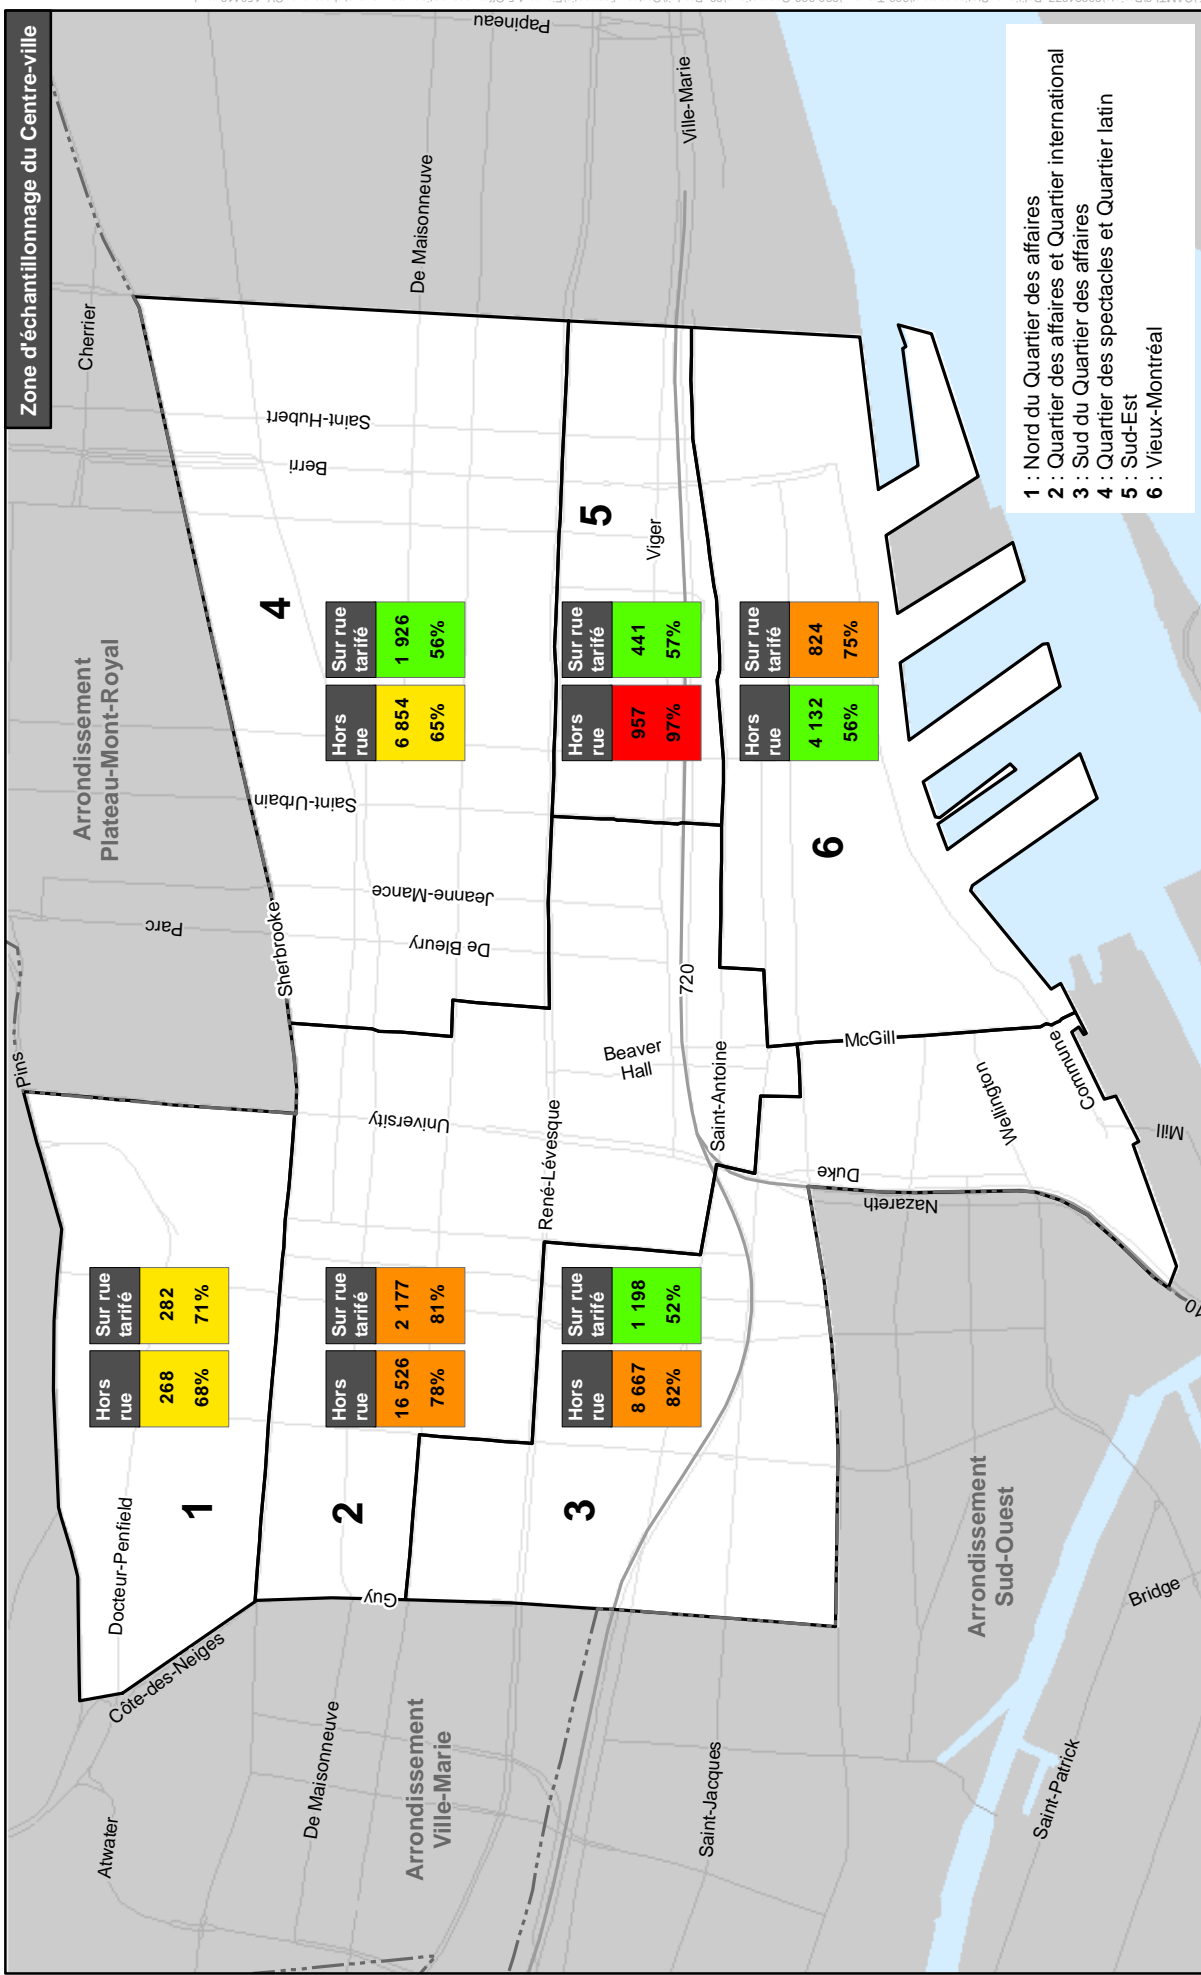 Zone d'échantillonnage du Centre-ville
Pins
Parc
Arrondissement
Plateau-Mont-Royal
Cherrier
Papineau
Atwater
Docteur-Penfield
Côte-des-Neiges
1
Hors
rue
268
68%
Sur rue
tarifé
282
71%
Sherbrooke
Saint-Urbain
4
Berri
Saint-Hubert
De Maisonneuve
Guy
2
Hors
rue
16 526
78%
Sur rue
tarifé
2 177
81%
University
De Bleury
Jeanne-Mance
Hors
rue
6 854
65%
Sur rue
tarifé
1 926
56%
De Maisonneuve
Arrondissement
Ville-Marie
René-Lévesque
3
Hors
rue
8 667
82%
Sur rue
tarifé
1 198
52%
Beaver
Hall
Hors
rue
957
97%
Sur rue
tarifé
441
57%
5
Viger
Ville-Marie
720
Saint-Jacques
Saint-Antoine
Hors
rue
4 132
56%
Sur rue
tarifé
824
75%
6
Duke
Nazareth
McGill
Arrondissement
Sud-Ouest
Wellington
Commune
Saint-Patrick
Bridge
Mill
10
1 : Nord du Quartier des affaires
2 : Quartier des affaires et Quartier international
3 : Sud du Quartier des affaires
4 : Quartier des spectacles et Quartier latin
5 : Sud-Est
6 : Vieux-Montréal